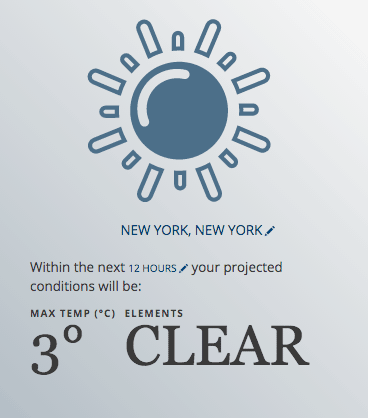 NEW YORK, NEW YORK
Within the next 12 HOURS your projected
conditions will be:
MAX TEMP (°C) ELEMENTS
3° CLEAR